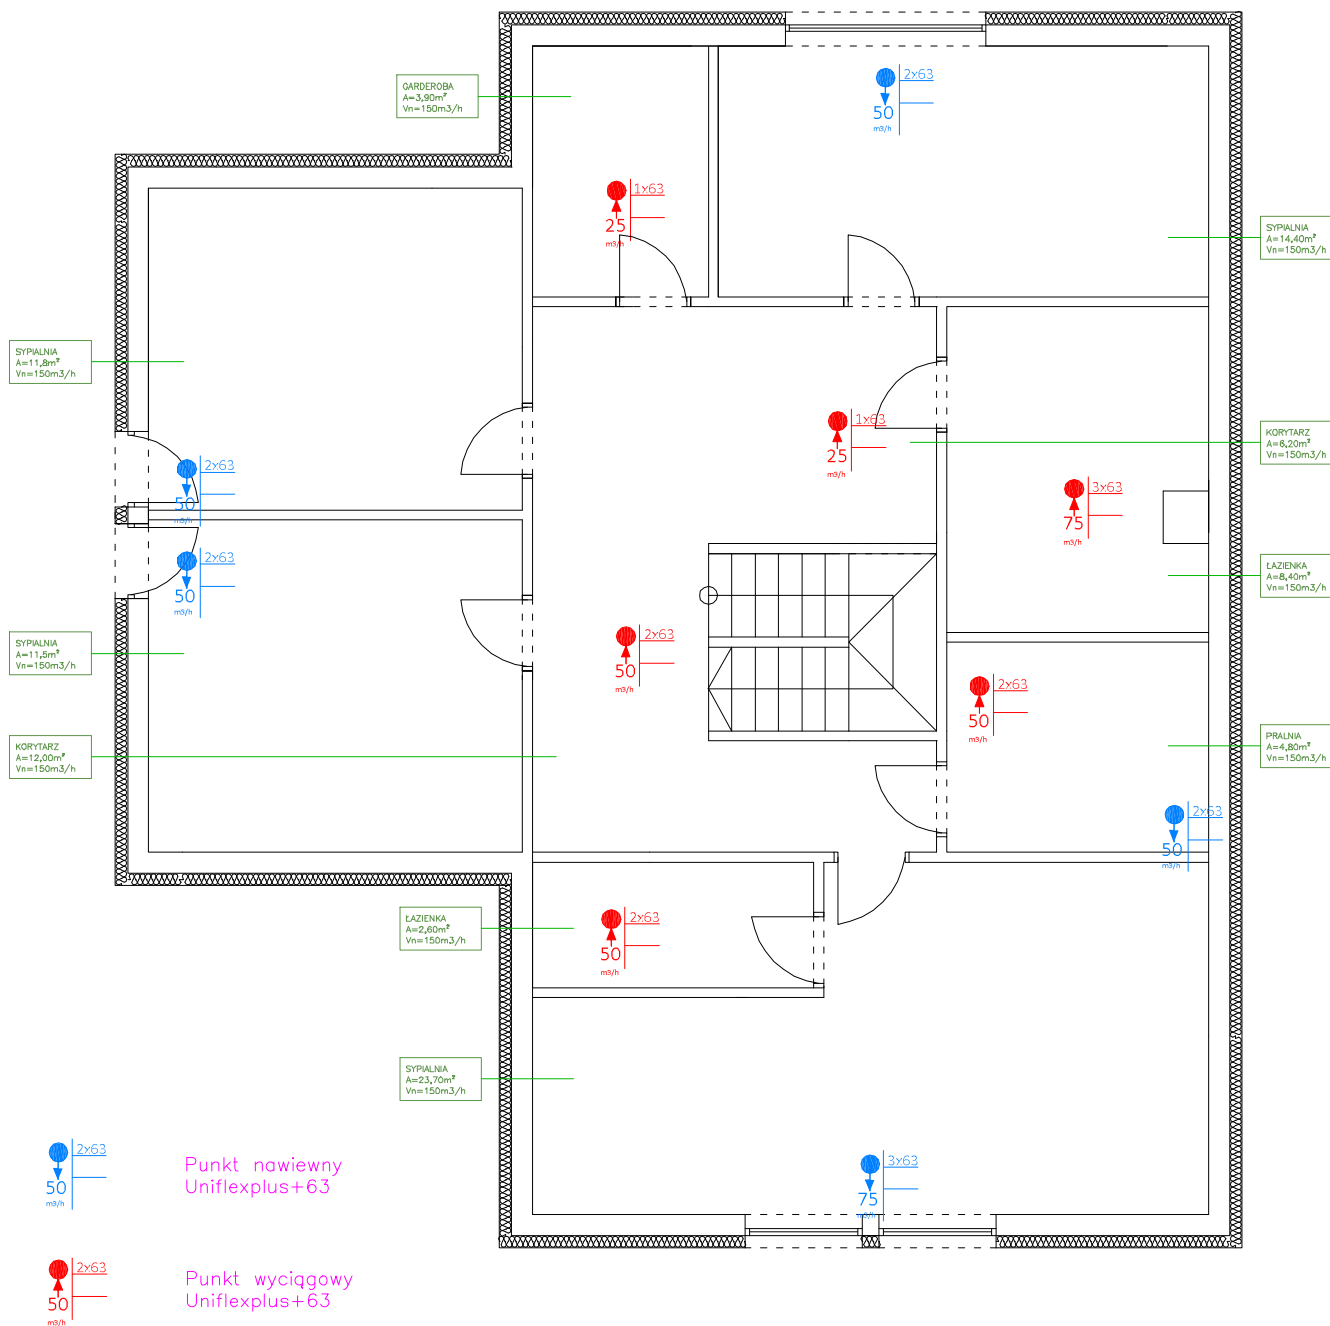 GARDEROBA
A=3,90m²
Vn=150m3/h
2x63
50
m3/h
1x63
25
m3/h
SYPIALNIA
A=14,40m²
Vn=150m3/h
SYPIALNIA
A=11,8m²
Vn=150m3/h
1x63
25
m3/h
KORYTARZ
A=6,20m²
Vn=150m3/h
2x63
50
m3/h
3x63
75
m3/h
2x63
50
m3/h
ŁAZIENKA
A=8,40m²
Vn=150m3/h
SYPIALNIA
A=11,5m²
Vn=150m3/h
2x63
50
m3/h
2x63
50
m3/h
KORYTARZ
A=12,00m²
Vn=150m3/h
PRALNIA
A=4,80m²
Vn=150m3/h
2x63
50
m3/h
ŁAZIENKA
A=2,60m²
Vn=150m3/h
2x63
50
m3/h
SYPIALNIA
A=23,70m²
Vn=150m3/h
3x63
75
m3/h
2x63
50
m3/h
Punkt nawiewny
Uniflexplus+63
2x63
50
m3/h
Punkt wyciągowy
Uniflexplus+63